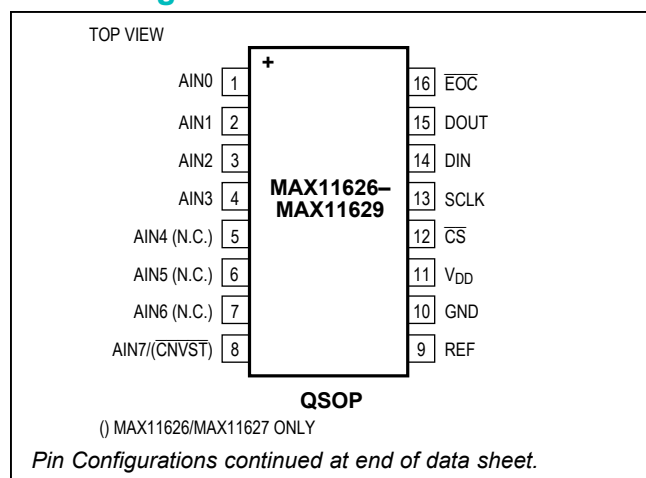 TOP VIEW
+
AIN0 1
AIN1 2
AIN2 3
AIN3 4
AIN4 (N.C.) 5
AIN5 (N.C.) 6
AIN6 (N.C.) 7
AIN7/(CNVST) 8
MAX11626–
MAX11629
16 EOC
15 DOUT
14 DIN
13 SCLK
12 CS
11 VDD
10 GND
9 REF
QSOP
() MAX11626/MAX11627 ONLY
Pin Configurations continued at end of data sheet.